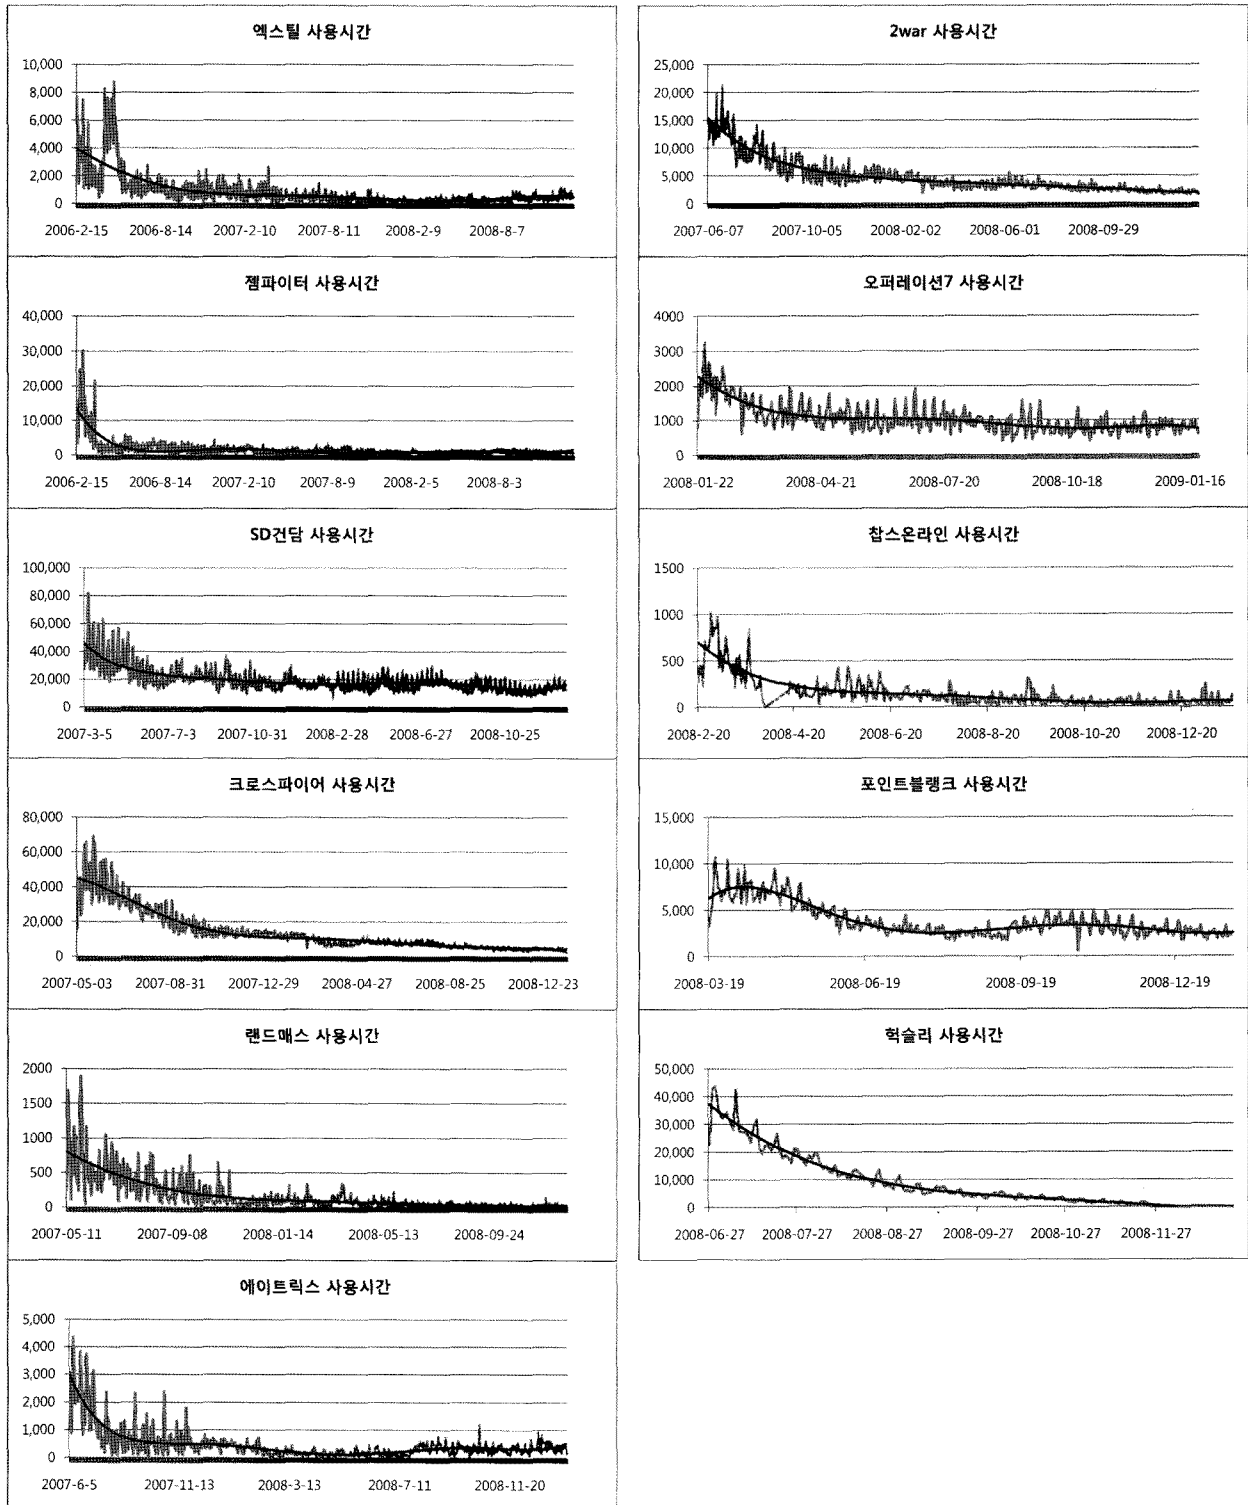 엑스틸 사용시간
10,000
8,000
6,000
4,000
2,000
0
2006-2-15 2006-8-14 2007-2-10 2007-8-11 2008-2-9 2008-8-7
2war 사용시간
25,000
20,000
15,000
10,000
5,000
0
2007-06-07 2007-10-05 2008-02-02 2008-06-01 2008-09-29
젬파이터 사용시간
40,000
30,000
20,000
10,000
0
2006-2-15 2006-8-14 2007-2-10 2007-8-9 2008-2-5 2008-8-3
오퍼레이션7 사용시간
4000
3000
2000
1000
0
2008-01-22 2008-04-21 2008-07-20 2008-10-18 2009-01-16
SD건담 사용시간
100,000
80,000
60,000
40,000
20,000
0
2007-3-5 2007-7-3 2007-10-31 2008-2-28 2008-6-27 2008-10-25
찹스온라인 사용시간
1500
1000
500
0
2008-2-20 2008-4-20 2008-6-20 2008-8-20 2008-10-20 2008-12-20
크로스파이어 사용시간
80,000
60,000
40,000
20,000
0
2007-05-03 2007-08-31 2007-12-29 2008-04-27 2008-08-25 2008-12-23
포인트블랭크 사용시간
15,000
10,000
5,000
0
2008-03-19 2008-06-19 2008-09-19 2008-12-19
랜드매스 사용시간
2000
1500
1000
500
0
2007-05-11 2007-09-08 2008-01-14 2008-05-13 2008-09-24
헉슬리 사용시간
50,000
40,000
30,000
20,000
10,000
0
2008-06-27 2008-07-27 2008-08-27 2008-09-27 2008-10-27 2008-11-27
에이트릭스 사용시간
5,000
4,000
3,000
2,000
1,000
0
2007-6-5 2007-11-13 2008-3-13 2008-7-11 2008-11-20